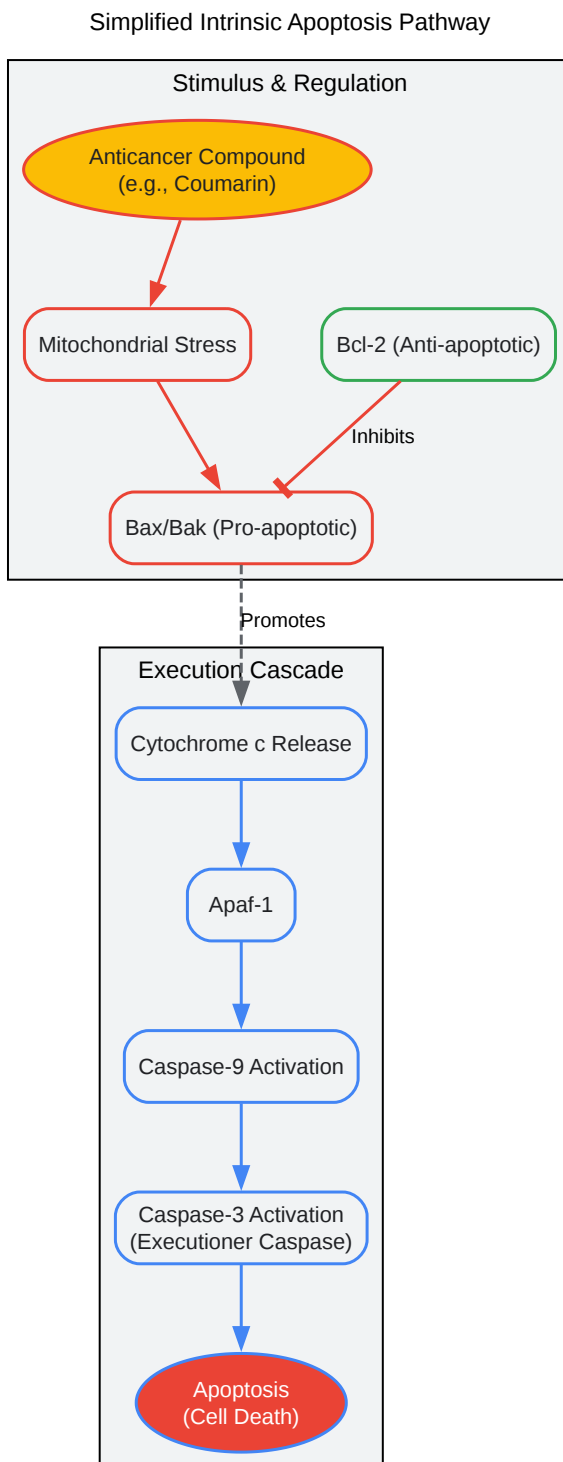 Simplified Intrinsic Apoptosis Pathway
Stimulus & Regulation
Anticancer Compound
(e.g., Coumarin)
Mitochondrial Stress
Bcl-2 (Anti-apoptotic)
Inhibits
Bax/Bak (Pro-apoptotic)
Promotes
Execution Cascade
Cytochrome c Release
Apaf-1
Caspase-9 Activation
Caspase-3 Activation
(Executioner Caspase)
Apoptosis
(Cell Death)